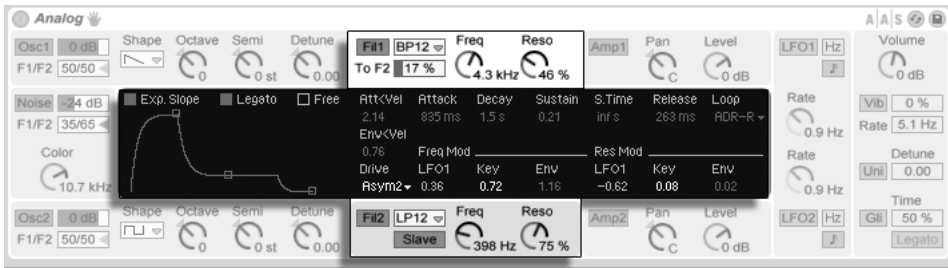 Analog
A|A|S
Osc1 0 dB Shape Octave Semi Detune
F1/F2 50/50 0 0 st 0.00
Fil1 BP12 Freq Reso
To F2 17 % 4.3 kHz 46 %
Amp1 Pan Level
C 0 dB
LFO1 Hz
Volume
0 dB
Noise -24 dB
F1/F2 35/65
Color
10.7 kHz
Exp. Slope Legato Free
Att<Vel Attack Decay Sustain S.Time Release Loop
2.14 835 ms 1.5 s 0.21 inf s 263 ms ADR-R
Env<Vel
0.76 Freq Mod Res Mod
Drive LFO1 Key Env LFO1 Key Env
Asym2 0.36 0.72 1.16 -0.62 0.08 0.02
Rate
0.9 Hz
Rate
0.9 Hz
Vib 0 %
Rate 5.1 Hz
Detune
Uni 0.00
Time
Gli 50 %
Legato
Osc2 0 dB Shape Octave Semi Detune
F1/F2 50/50 0 0 st 0.00
Fil2 LP12 Freq Reso
Slave 398 Hz 75 %
Amp2 Pan Level
C 0 dB
LFO2 Hz